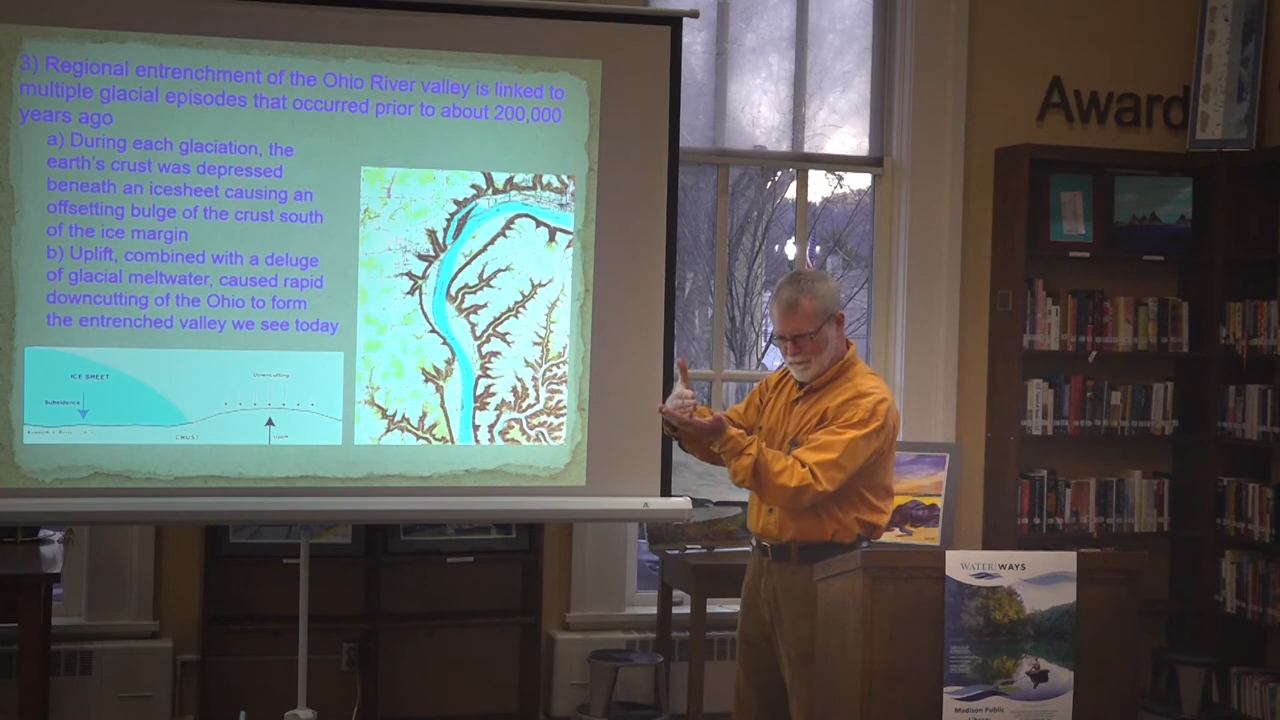 3) Regional entrenchment of the Ohio River valley is linked to
multiple glacial episodes that occurred prior to about 200,000
years ago
a) During each glaciation, the
earth's crust was depressed
beneath an icesheet causing an
offsetting bulge of the crust south
of the ice margin
b) Uplift, combined with a deluge
of glacial meltwater, caused rapid
downcutting of the Ohio to form
the entrenched valley we see today
ICE SHEET
Downcutting
Subsidence
CRUST
Uplift
Award
WATER WAYS
Madison Public
Library